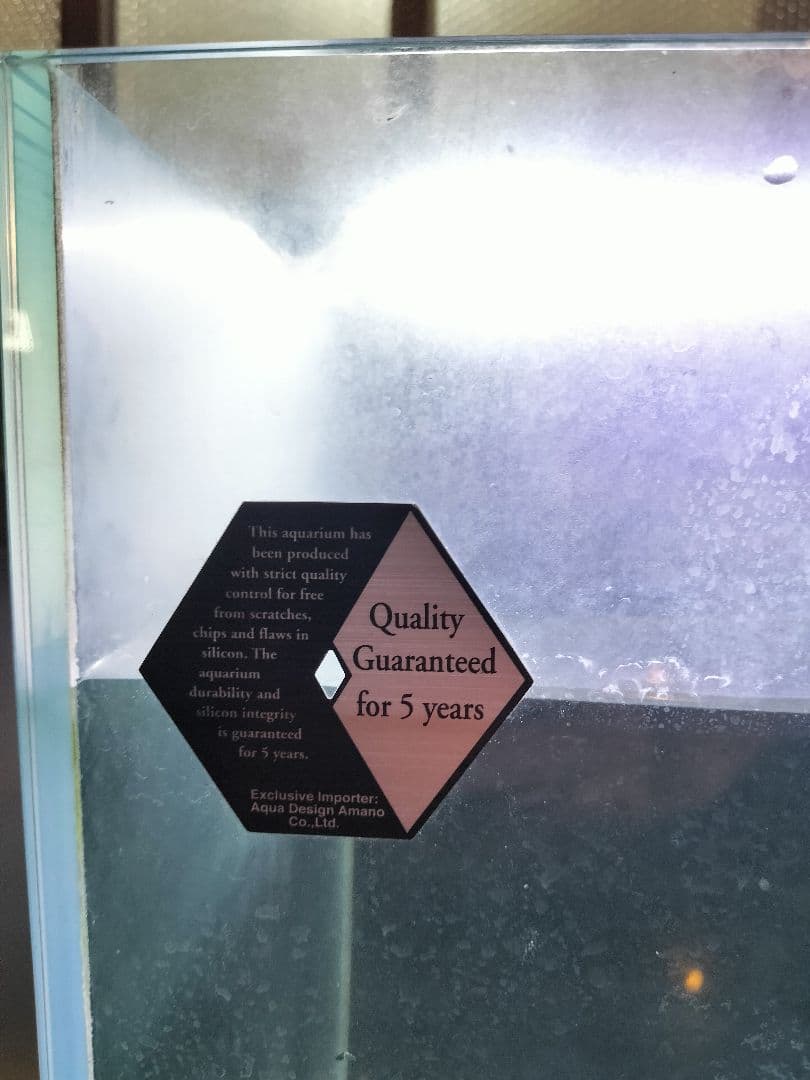 This aquarium has
been produced
with strict quality
control for free
from scratches,
chips and flaws in
silicon. The
aquarium
durability and
silicon integrity
is guaranteed
for 5 years.
Exclusive Importer:
Aqua Design Amano
Co.,Ltd.
Quality
Guaranteed
for 5 years